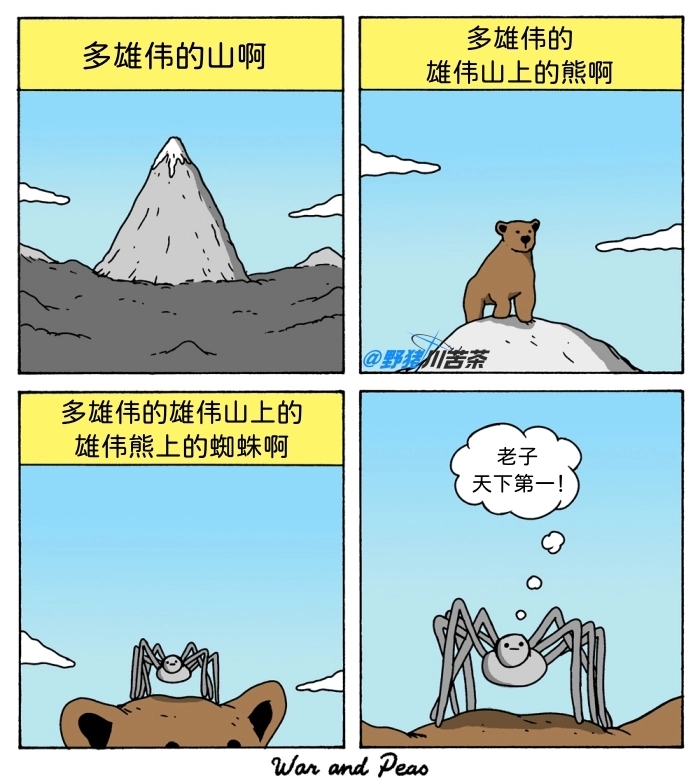 多雄伟的山啊
多雄伟的
雄伟山上的熊啊
@野猪川苦茶
多雄伟的雄伟山上的
雄伟熊上的蜘蛛啊
老子
天下第一!
War and Peas